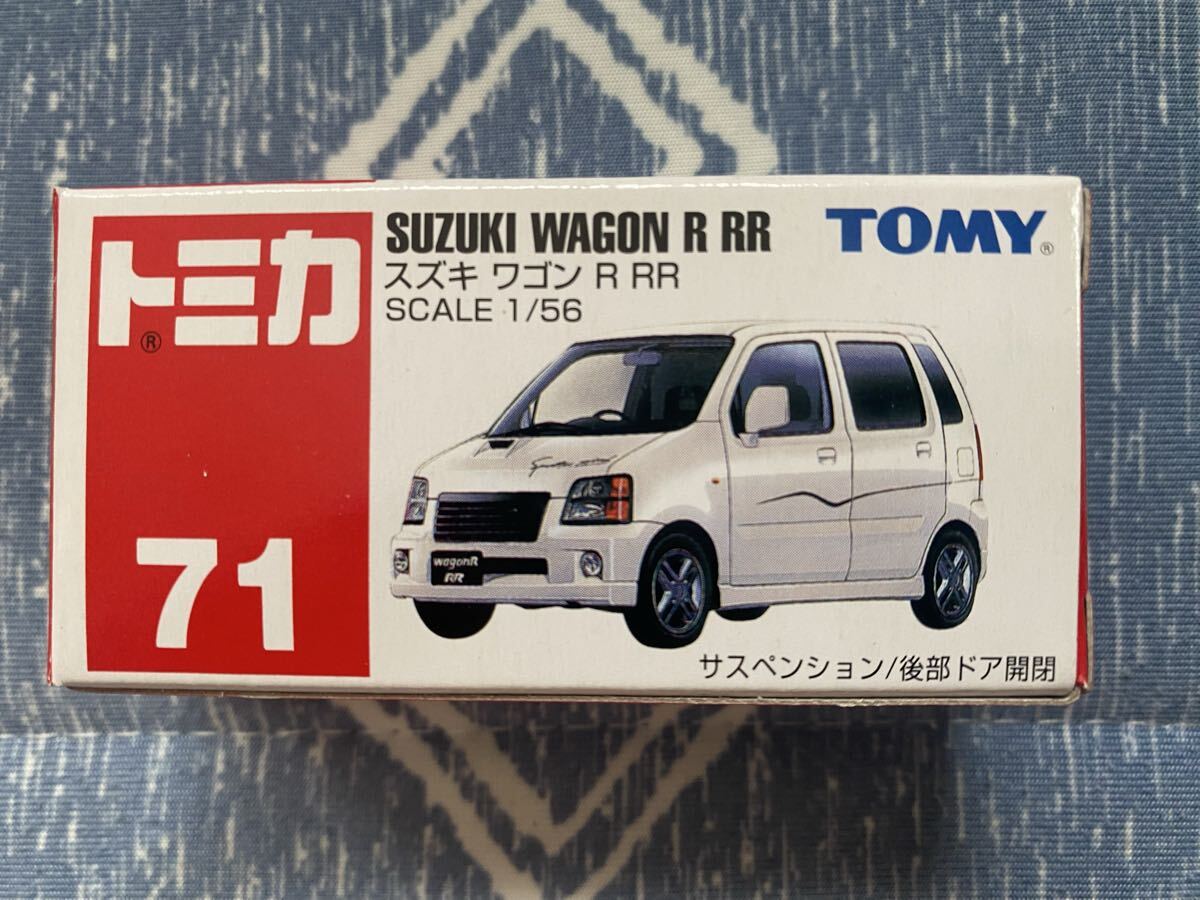 トミカ
®
71
SUZUKI WAGON R RR
スズキ ワゴン R RR
SCALE 1/56
TOMY®
wagonR
RR
サスペンション/後部ドア開閉